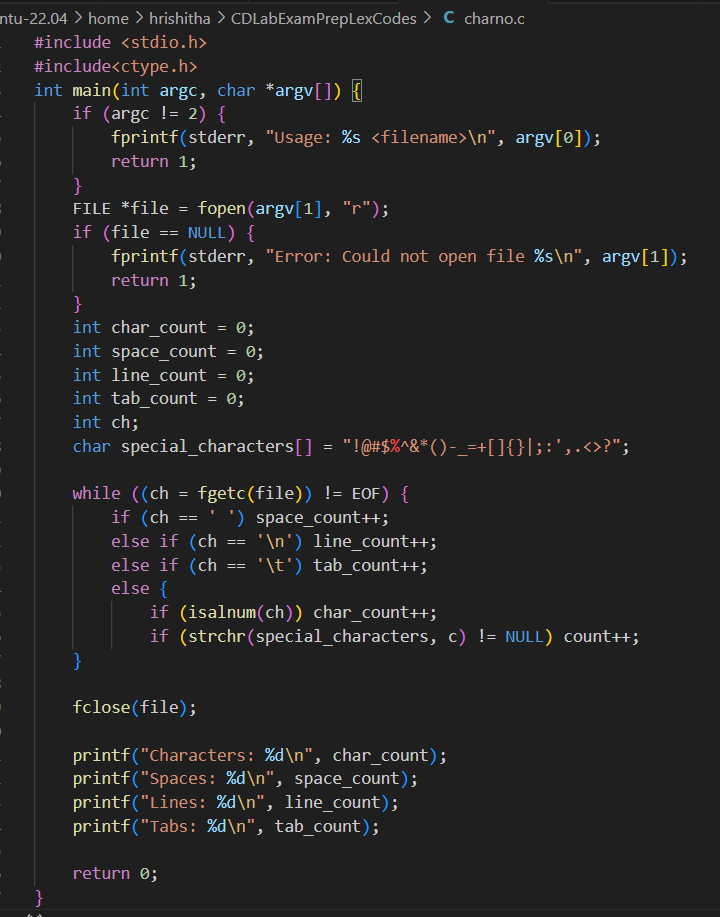 ntu-22.04 > home > hrishitha > CDLabExamPrepLexCodes > C charno.c
#include <stdio.h>
#include<ctype.h>
int main(int argc, char *argv[]) {
    if (argc != 2) {
        fprintf(stderr, "Usage: %s <filename>\n", argv[0]);
        return 1;
    }
    FILE *file = fopen(argv[1], "r");
    if (file == NULL) {
        fprintf(stderr, "Error: Could not open file %s\n", argv[1]);
        return 1;
    }
    int char_count = 0;
    int space_count = 0;
    int line_count = 0;
    int tab_count = 0;
    int ch;
    char special_characters[] = "!@#$%^&*()-_=+[]{}|;:',.<>?";

    while ((ch = fgetc(file)) != EOF) {
        if (ch == ' ') space_count++;
        else if (ch == '\n') line_count++;
        else if (ch == '\t') tab_count++;
        else {
            if (isalnum(ch)) char_count++;
            if (strchr(special_characters, c) != NULL) count++;
    }

    fclose(file);

    printf("Characters: %d\n", char_count);
    printf("Spaces: %d\n", space_count);
    printf("Lines: %d\n", line_count);
    printf("Tabs: %d\n", tab_count);

    return 0;
}